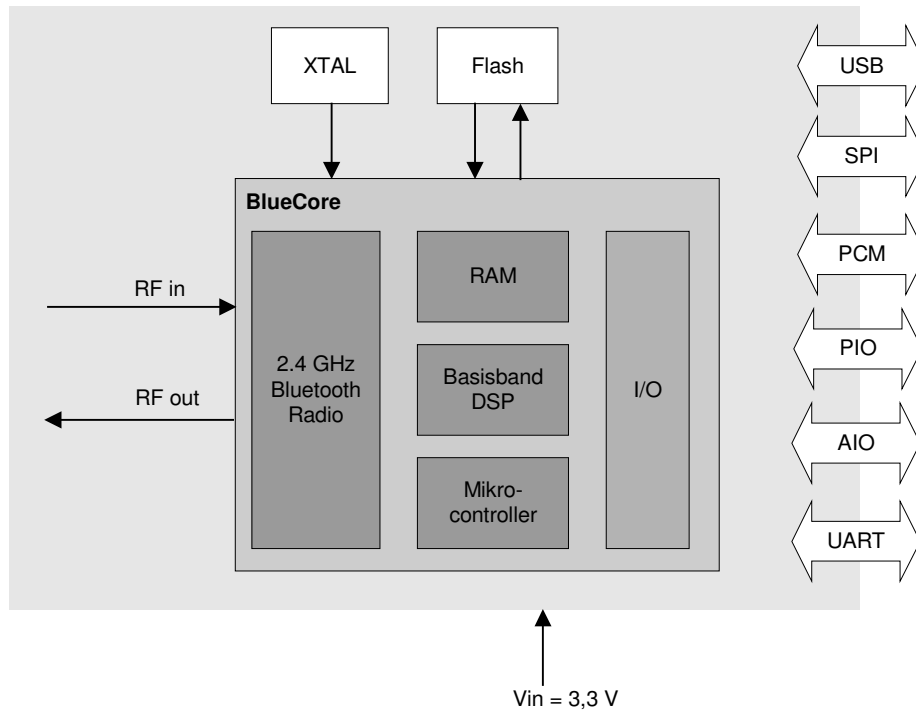 XTAL
Flash
USB
SPI
PCM
PIO
AIO
UART
BlueCore
RF in
RF out
2.4 GHz
Bluetooth
Radio
RAM
Basisband
DSP
Mikro-
controller
I/O
Vin = 3,3 V